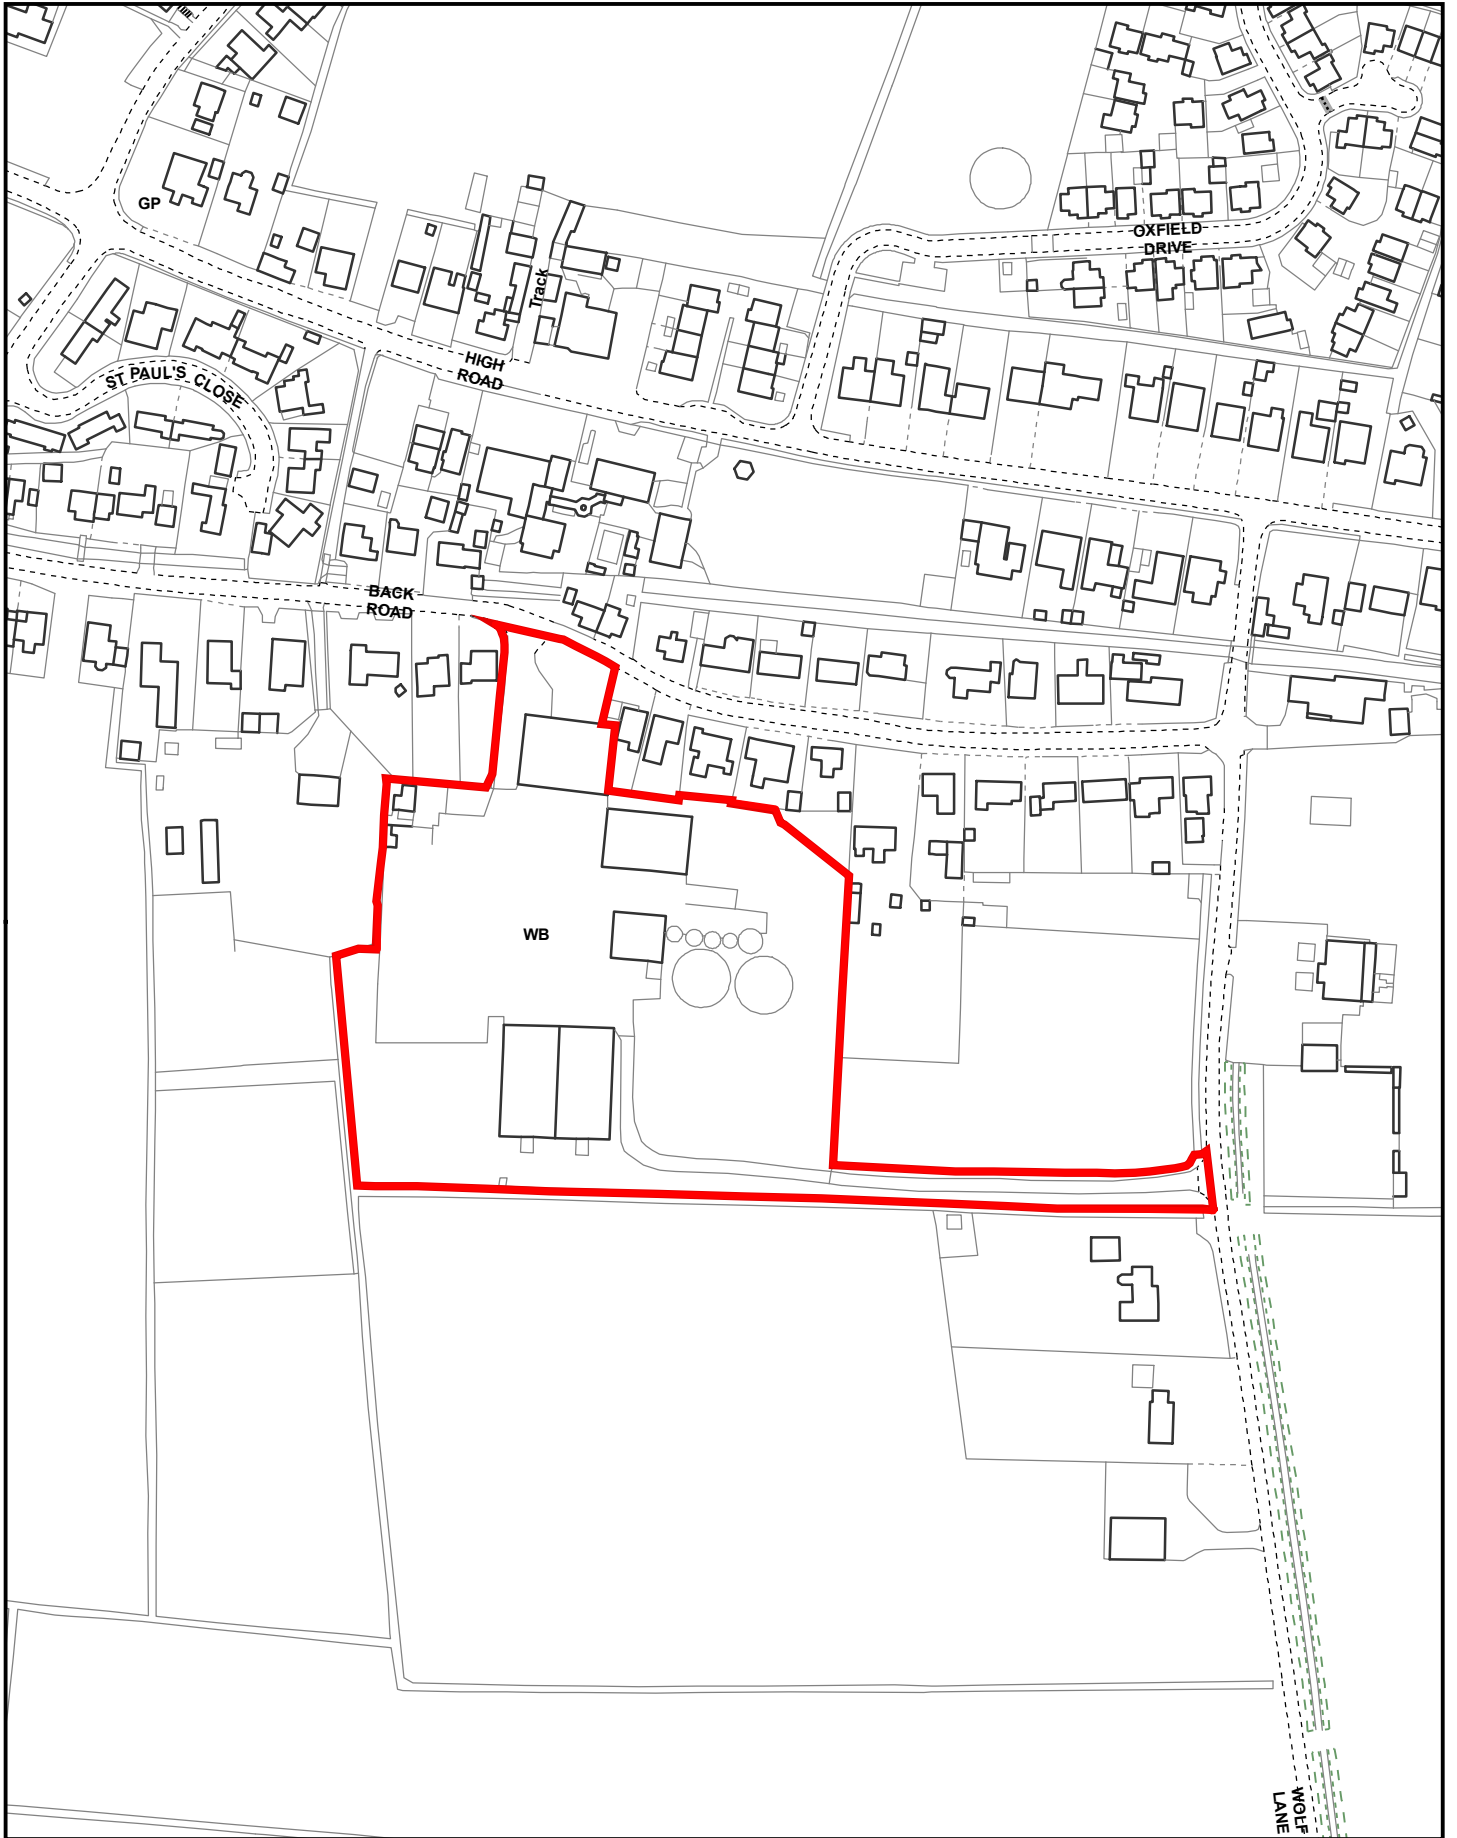 GP
OXFIELD
DRIVE
Track
HIGH
ROAD
ST PAUL'S CLOSE
BACK
ROAD
WB
WOLF
LANE